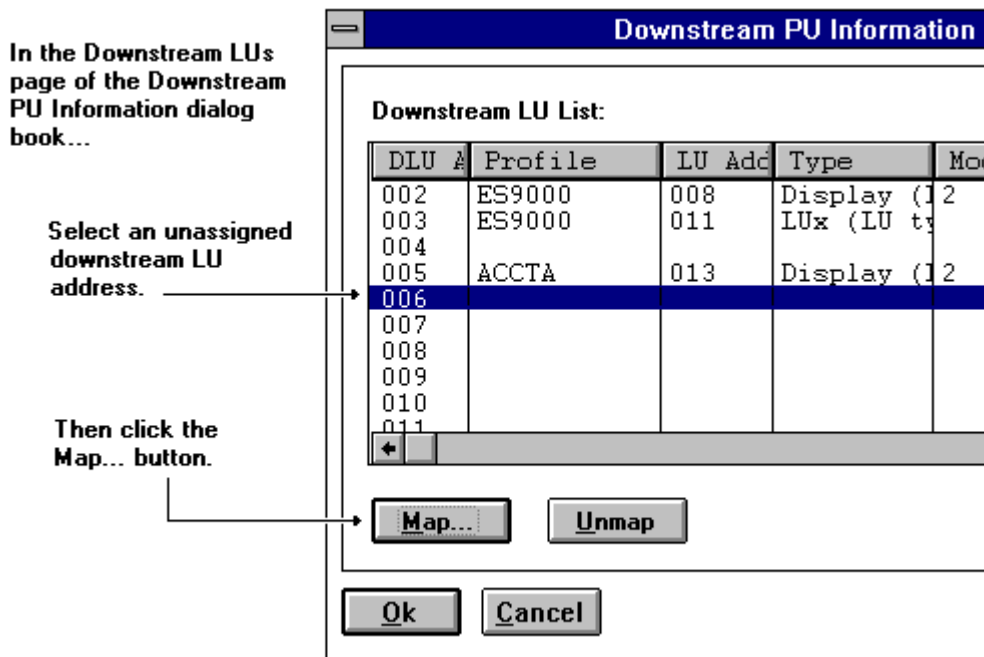 Downstream PU Information
In the Downstream LUs
page of the Downstream
PU Information dialog
book...
Downstream LU List:
DLU A Profile LU Add Type Mod
002 ES9000 008 Display (L 2
003 ES9000 011 LUx (LU ty
004
005 ACCTA 013 Display (L 2
006
007
008
009
010
011
Select an unassigned
downstream LU
address.
Then click the
Map... button.
Map... Unmap
Ok Cancel